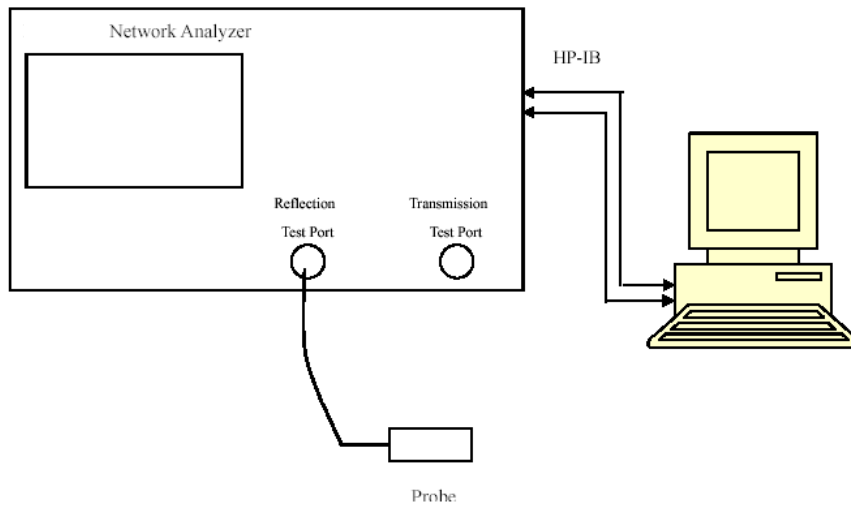 Network Analyzer
HP-IB
Reflection Transmission
Test Port Test Port
Probe